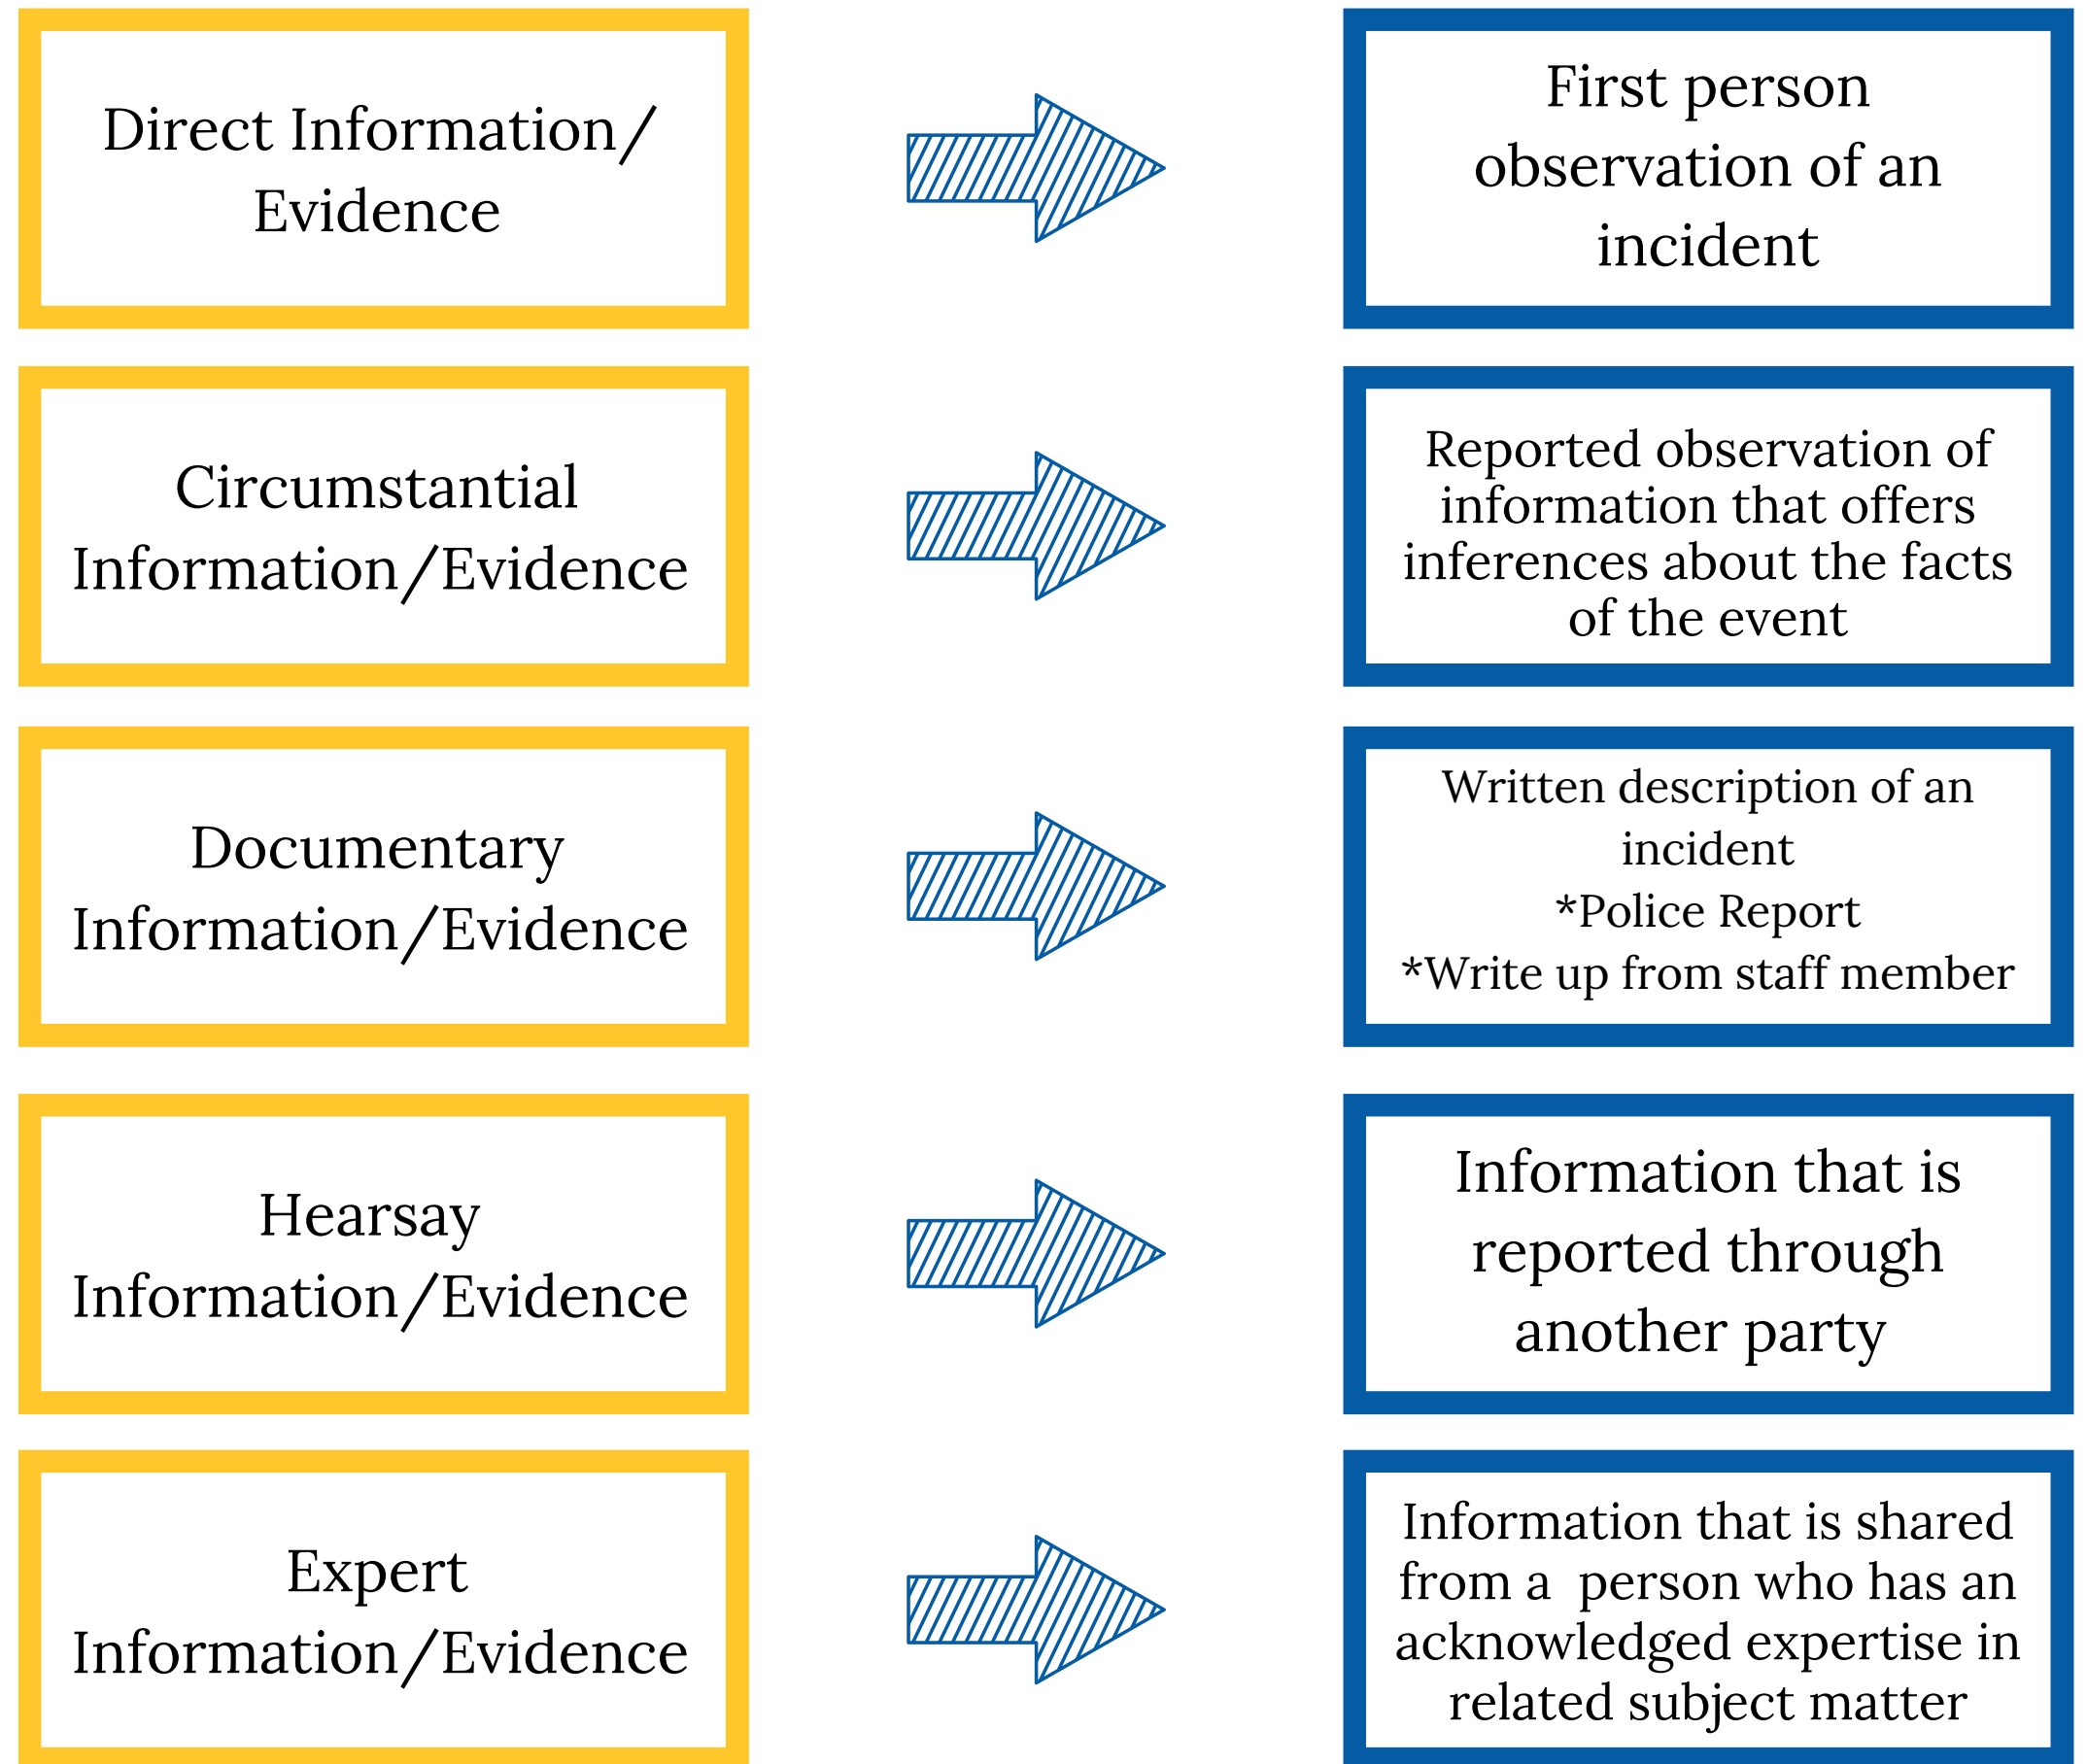 Direct Information/
Evidence
First person
observation of an
incident
Circumstantial
Information/Evidence
Reported observation of
information that offers
inferences about the facts
of the event
Documentary
Information/Evidence
Written description of an
incident
*Police Report
*Write up from staff member
Hearsay
Information/Evidence
Information that is
reported through
another party
Expert
Information/Evidence
Information that is shared
from a  person who has an
acknowledged expertise in
related subject matter